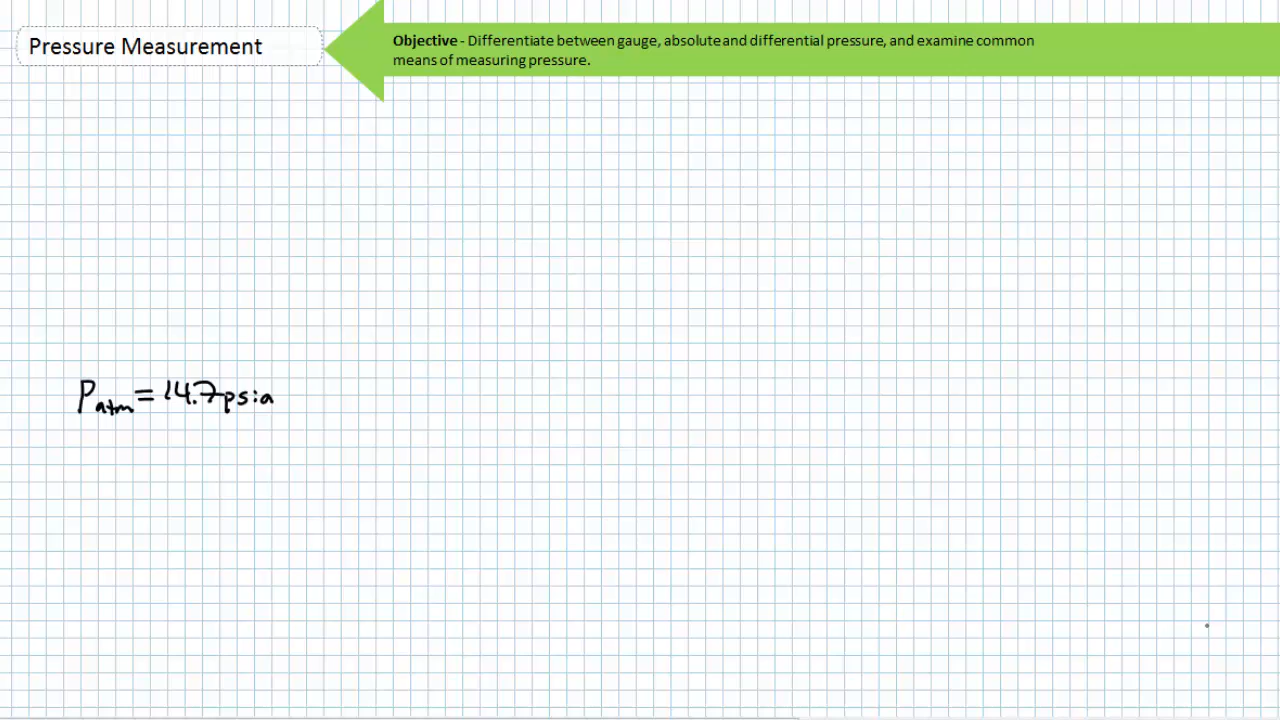 Pressure Measurement
Objective - Differentiate between gauge, absolute and differential pressure, and examine common
means of measuring pressure.
Patm = 14.7psia